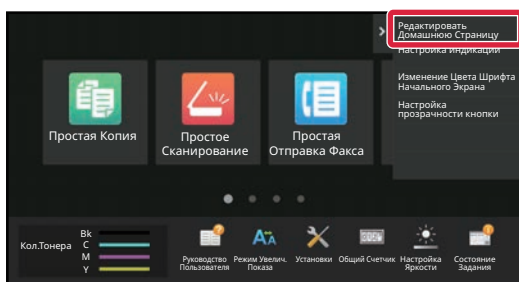 Редактировать
Домашнюю Страницу
Настройка индикации
Изменение Цвета Шрифта
Начального Экрана
Настройка
прозрачности кнопки
Простая Копия
Простое
Сканирование
Простая
Отправка Факса
Кол.Тонера
Bk
C
M
Y
Руководство
Пользователя
Режим Увелич.
Показа
Установки
Общий Счетчик
Настройка
Яркости
Состояние
Задания